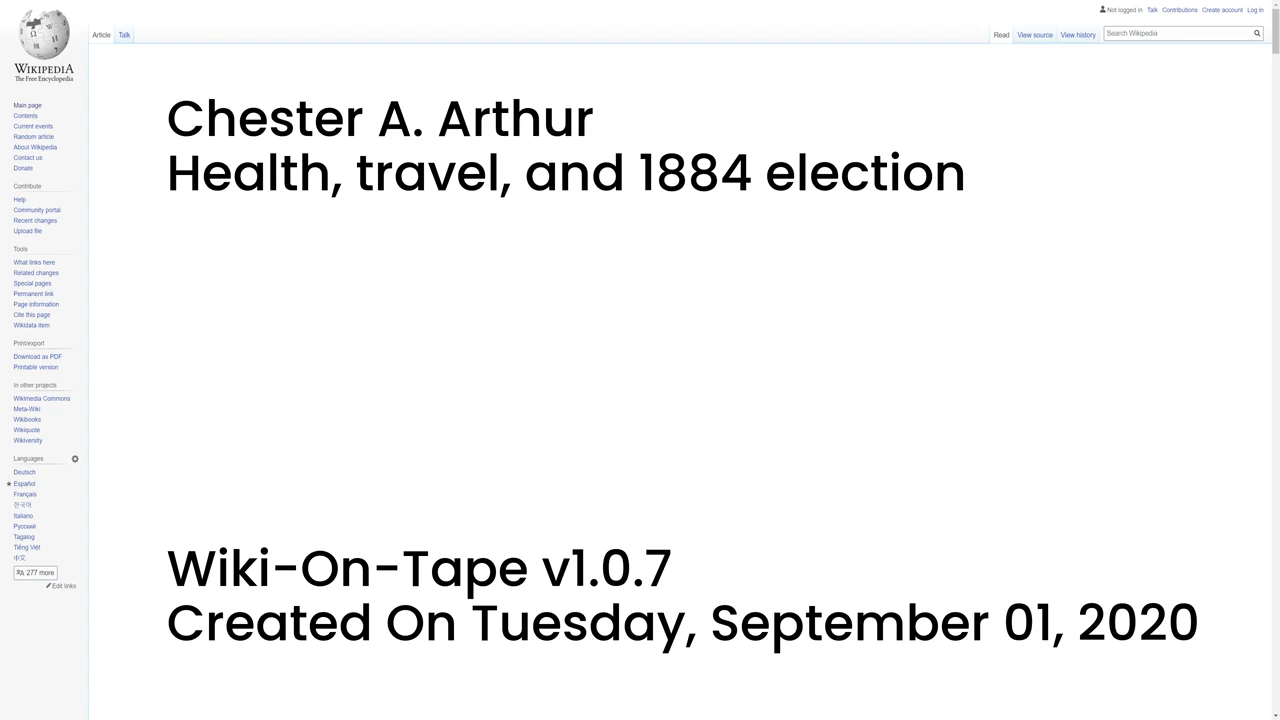 Not logged in Talk Contributions Create account Log in
Article Talk Read View source View history Search Wikipedia
WIKIPEDIA
The Free Encyclopedia
Main page
Contents
Current events
Random article
About Wikipedia
Contact us
Donate
Contribute
Help
Community portal
Recent changes
Upload file
Tools
What links here
Related changes
Special pages
Permanent link
Page information
Cite this page
Wikidata item
Print/export
Download as PDF
Printable version
In other projects
Wikimedia Commons
Meta-Wiki
Wikibooks
Wikiquote
Wikiversity
Languages
Deutsch
Español
Français
한국어
Italiano
Русский
Tagalog
Tiếng Việt
中文
277 more
Edit links
Chester A. Arthur
Health, travel, and 1884 election
Wiki-On-Tape v1.0.7
Created On Tuesday, September 01, 2020